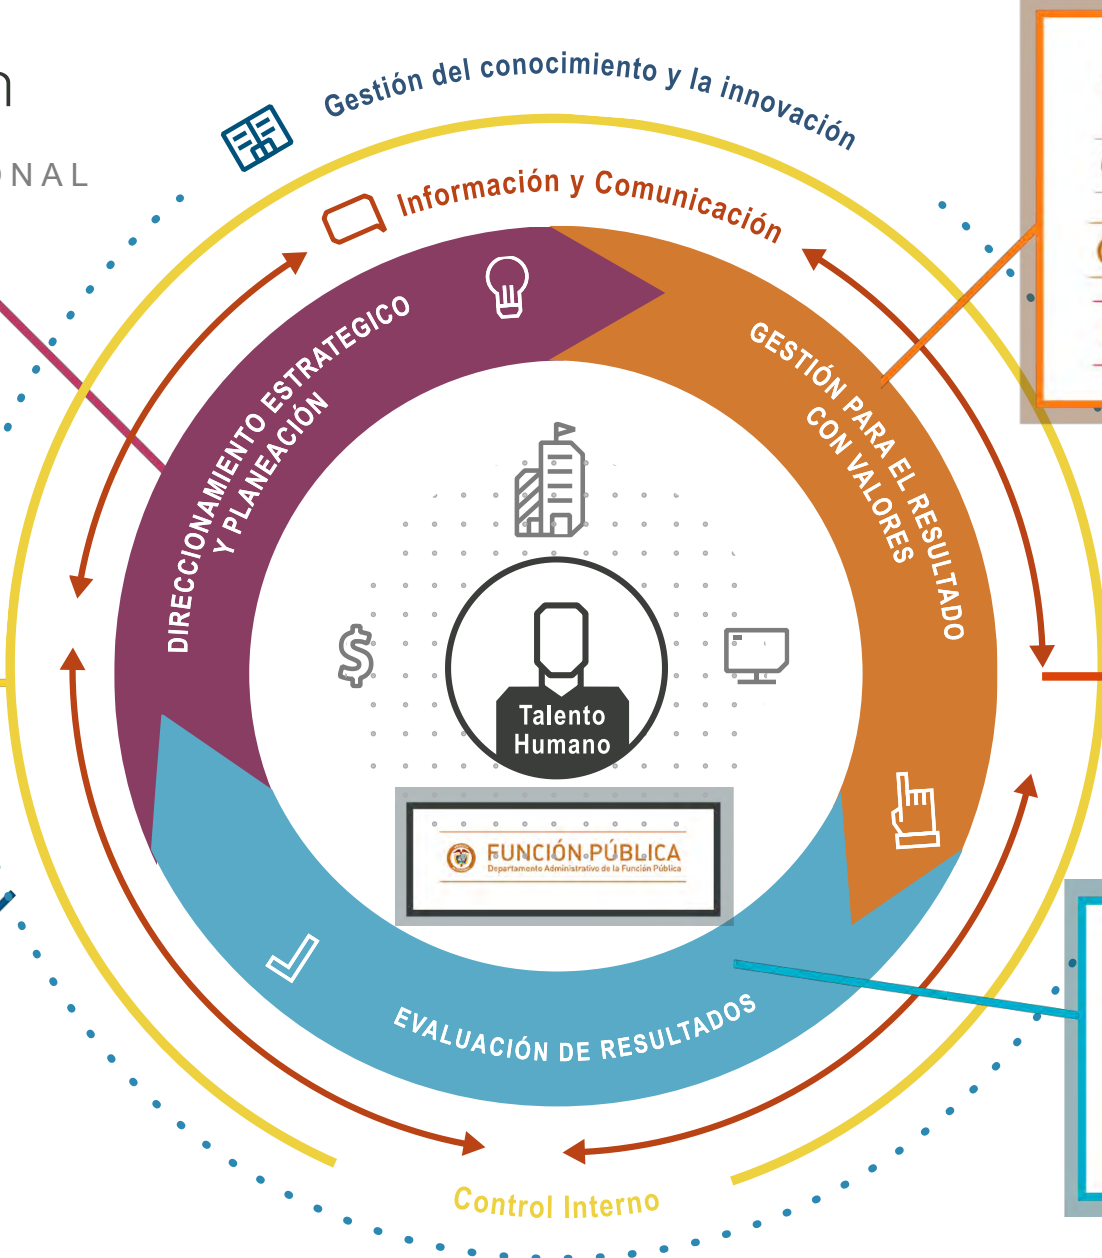 Gestión del conocimiento y la innovación
ONAL
Información y Comunicación
DIRECCIONAMIENTO ESTRATEGICO
Y PLANEACIÓN
GESTIÓN PARA EL RESULTADO
CON VALORES
Talento
Humano
FUNCIÓN PÚBLICA
Departamento Administrativo de la Función Pública
EVALUACIÓN DE RESULTADOS
Control Interno